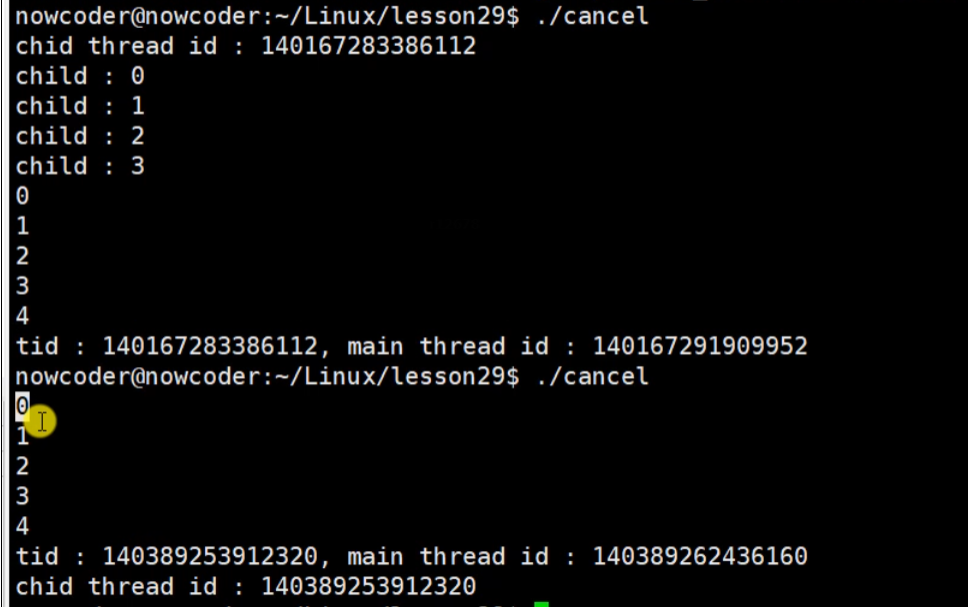 nowcoder@nowcoder:~/Linux/lesson29$ ./cancel
chid thread id : 140167283386112
child : 0
child : 1
child : 2
child : 3
0
1
2
3
4
tid : 140167283386112, main thread id : 140167291909952
nowcoder@nowcoder:~/Linux/lesson29$ ./cancel
0
1
2
3
4
tid : 140389253912320, main thread id : 140389262436160
chid thread id : 140389253912320